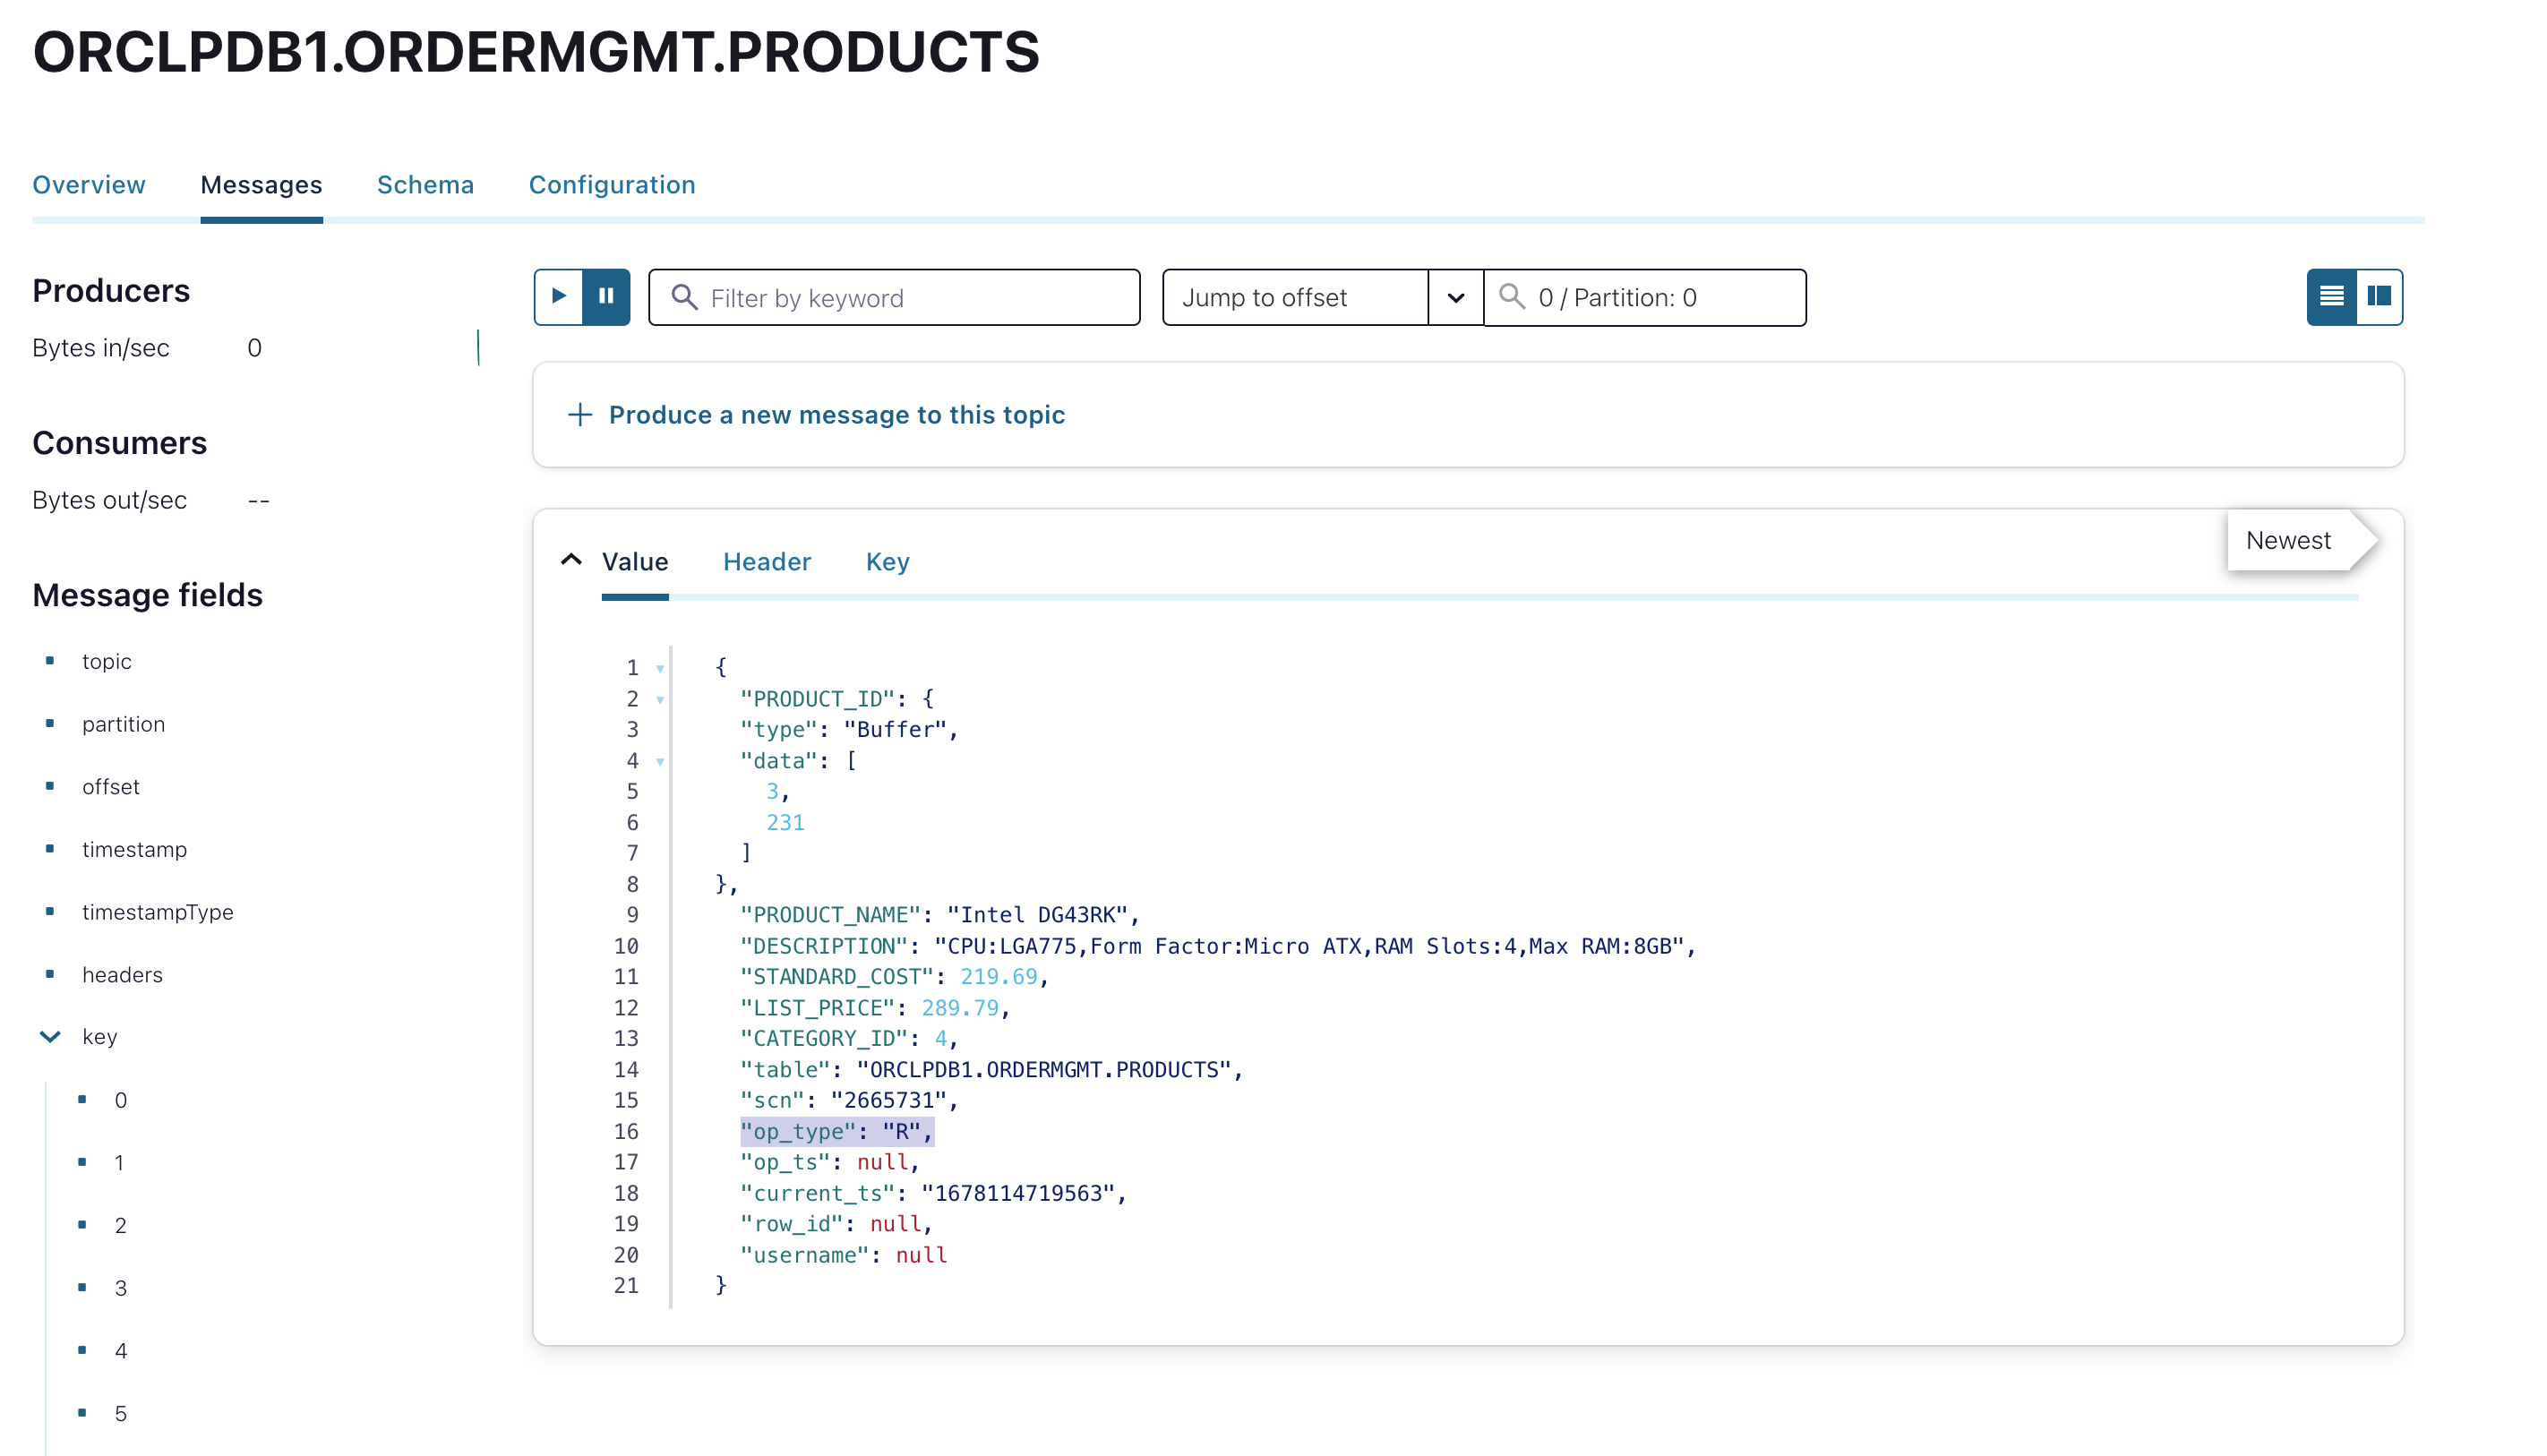 ORCLPDB1.ORDERMGMT.PRODUCTS
Overview Messages Schema Configuration
Producers
Bytes in/sec 0
Consumers
Bytes out/sec --
Message fields
topic
partition
offset
timestamp
timestampType
headers
key
0
1
2
3
4
5
Filter by keyword Jump to offset 0 / Partition: 0
+ Produce a new message to this topic
Newest
Value Header Key
1 {
2 "PRODUCT_ID": {
3 "type": "Buffer",
4 "data": [
5 3,
6 231
7 ]
8 },
9 "PRODUCT_NAME": "Intel DG43RK",
10 "DESCRIPTION": "CPU:LGA775,Form Factor:Micro ATX,RAM Slots:4,Max RAM:8GB",
11 "STANDARD_COST": 219.69,
12 "LIST_PRICE": 289.79,
13 "CATEGORY_ID": 4,
14 "table": "ORCLPDB1.ORDERMGMT.PRODUCTS",
15 "scn": "2665731",
16 "op_type": "R",
17 "op_ts": null,
18 "current_ts": "1678114719563",
19 "row_id": null,
20 "username": null
21 }